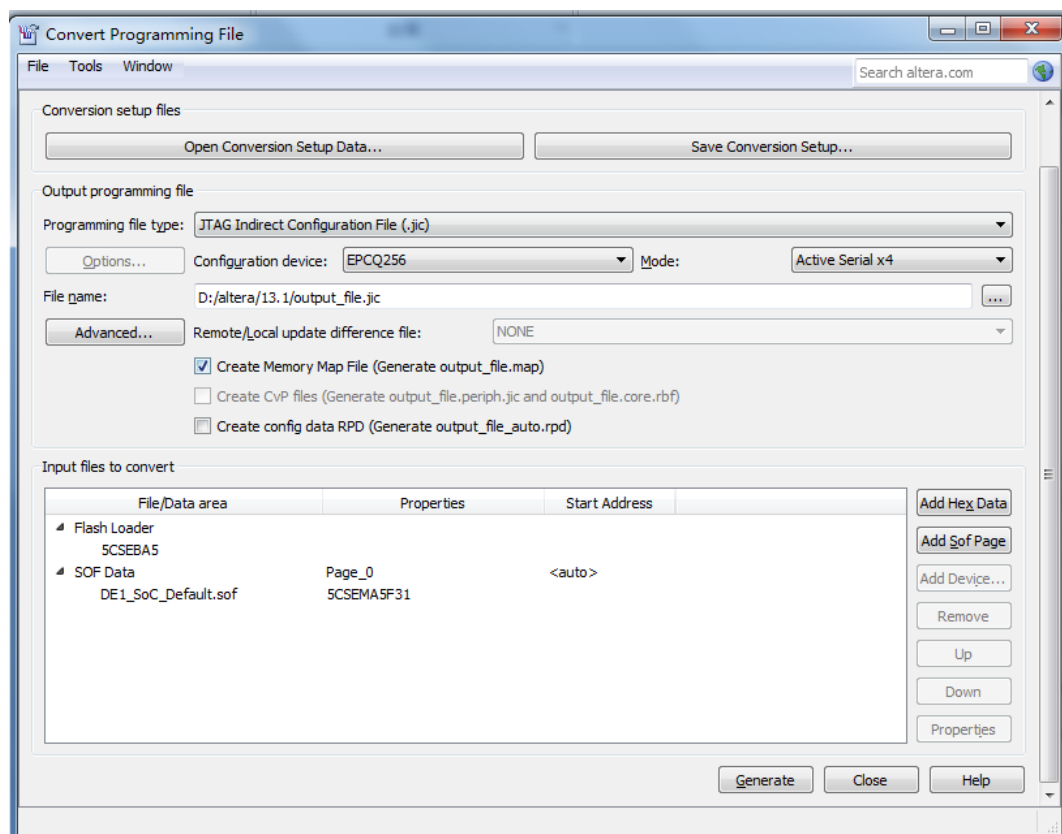 Convert Programming File
File Tools Window
Search altera.com
Conversion setup files
Open Conversion Setup Data... Save Conversion Setup...
Output programming file
Programming file type: JTAG Indirect Configuration File (.jic)
Options... Configuration device: EPCQ256 Mode: Active Serial x4
File name: D:/altera/13.1/output_file.jic ...
Advanced... Remote/Local update difference file: NONE
Create Memory Map File (Generate output_file.map)
Create CvP files (Generate output_file.periph.jic and output_file.core.rbf)
Create config data RPD (Generate output_file_auto.rpd)
Input files to convert
File/Data area Properties Start Address
Add Hex Data
Flash Loader
5CSEBA5
Add Sof Page
SOF Data Page_0 <auto>
Add Device...
DE1_SoC_Default.sof 5CSEMA5F31
Remove
Up
Down
Properties
Generate Close Help